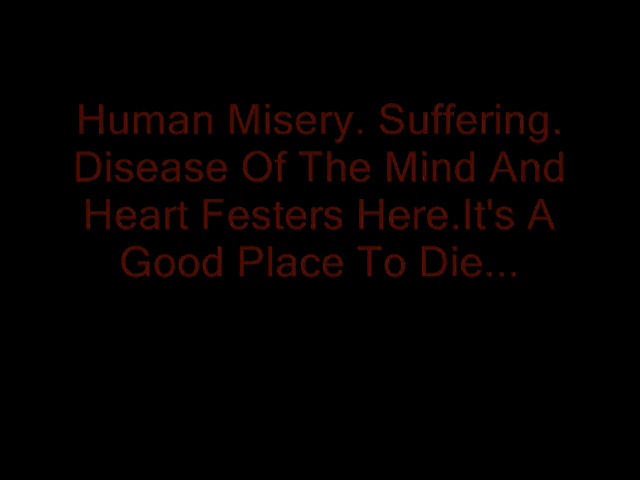 Human Misery. Suffering.
Disease Of The Mind And
Heart Festers Here.It's A
Good Place To Die...